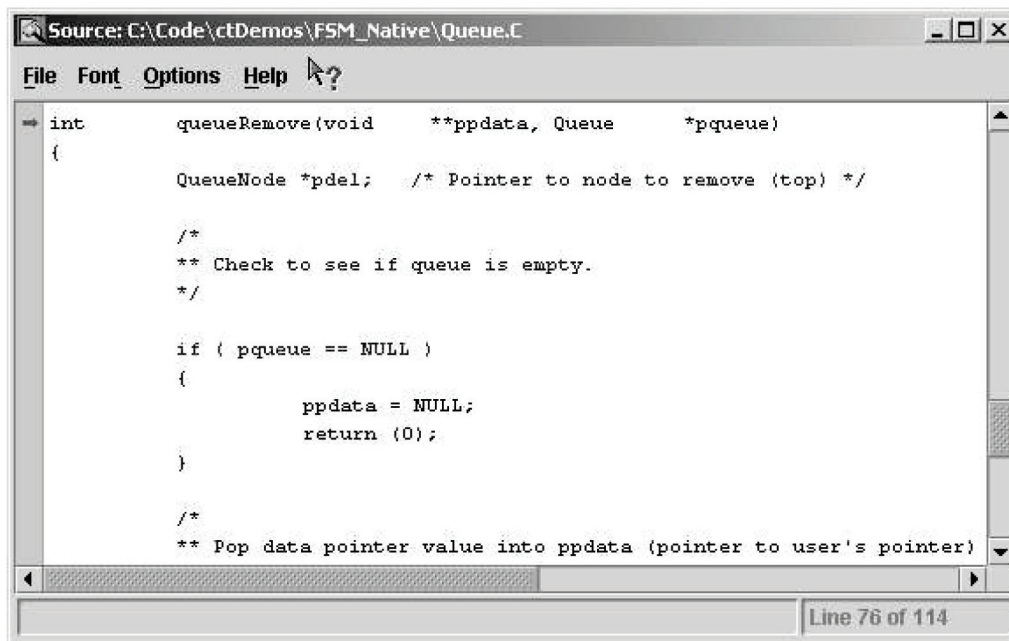 Source: C:\Code\ctDemos\FSM_Native\Queue.C
File Font Options Help ?
int queueRemove(void **ppdata, Queue *pqueue)
{
QueueNode *pdel; /* Pointer to node to remove (top) */
/*
** Check to see if queue is empty.
*/
if ( pqueue == NULL )
{
ppdata = NULL;
return (0);
}
/*
** Pop data pointer value into ppdata (pointer to user's pointer)
Line 76 of 114